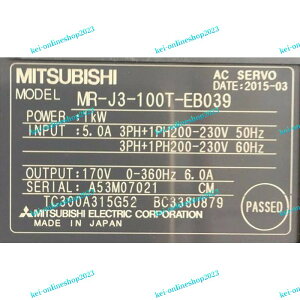 kei-onlineshop2023
MITSUBISHI
AC SERVO
DATE:2015-03
MODEL MR-J3-100T-EB039
POWER :1kW
INPUT :5.0A 3PH+1PH200-230V 50Hz
3PH+1PH200-230V 60Hz
OUTPUT:170V 0-360Hz 6.0A
SERIAL: A53M07021 CM
TC300A315G52 BC338U879
MITSUBISHI ELECTRIC CORPORATION
MADE IN JAPAN
PASSED